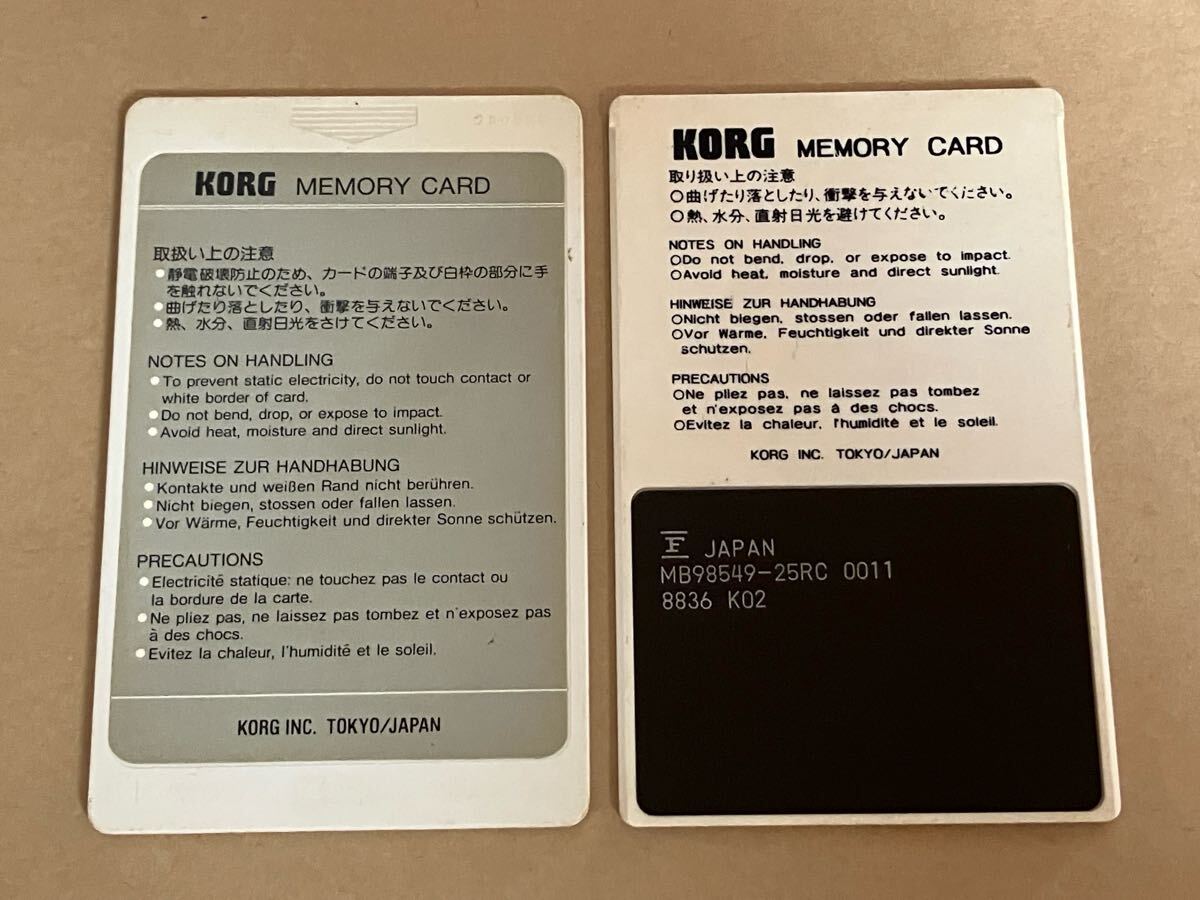 KORG MEMORY CARD
取扱い上の注意
●静電破壊防止のため、カードの端子及び白枠の部分に手
を触れないでください。
●曲げたり落としたり、衝撃を与えないでください。
●熱、水分、直射日光をさけてください。
NOTES ON HANDLING
●To prevent static electricity, do not touch contact or
white border of card.
●Do not bend, drop, or expose to impact.
●Avoid heat, moisture and direct sunlight.
HINWEISE ZUR HANDHABUNG
●Kontakte und weißen Rand nicht berühren.
●Nicht biegen, stossen oder fallen lassen.
●Vor Wärme, Feuchtigkeit und direkter Sonne schützen.
PRECAUTIONS
●Electricité statique: ne touchez pas le contact ou
la bordure de la carte.
●Ne pliez pas, ne laissez pas tombez et n'exposez pas
à des chocs.
●Evitez la chaleur, l'humidité et le soleil.
KORG INC. TOKYO/JAPAN
KORG MEMORY CARD
取り扱い上の注意
○曲げたり落としたり、衝撃を与えないでください。
○熱、水分、直射日光を避けてください。
NOTES ON HANDLING
○Do not bend, drop, or expose to impact.
○Avoid heat, moisture and direct sunlight.
HINWEISE ZUR HANDHABUNG
○Nicht biegen, stossen oder fallen lassen.
○Vor Warme, Feuchtigkeit und direkter Sonne
schutzen.
PRECAUTIONS
○Ne pliez pas, ne laissez pas tombez
et n'exposez pas à des chocs.
○Evitez la chaleur, l'humidité et le soleil.
KORG INC. TOKYO/JAPAN
F JAPAN
MB98549-25RC 0011
8836 K02